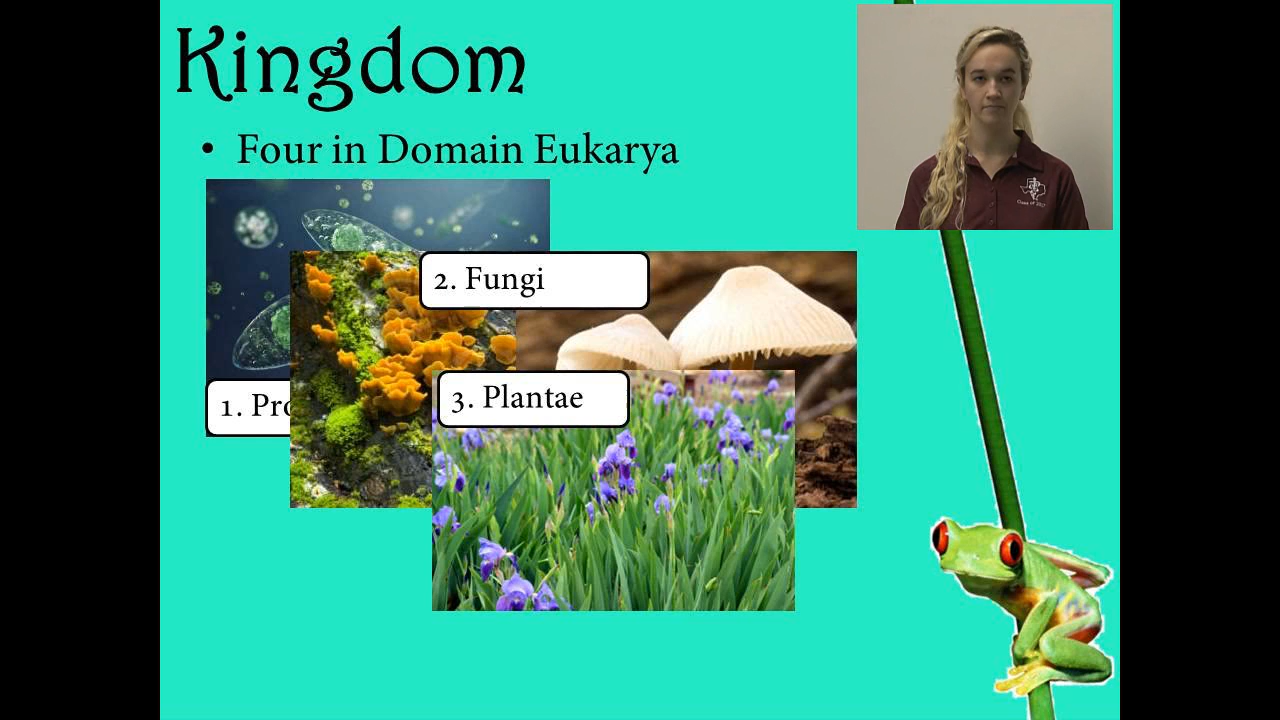 Kingdom
• Four in Domain Eukarya
2. Fungi
3. Plantae
1. Pro